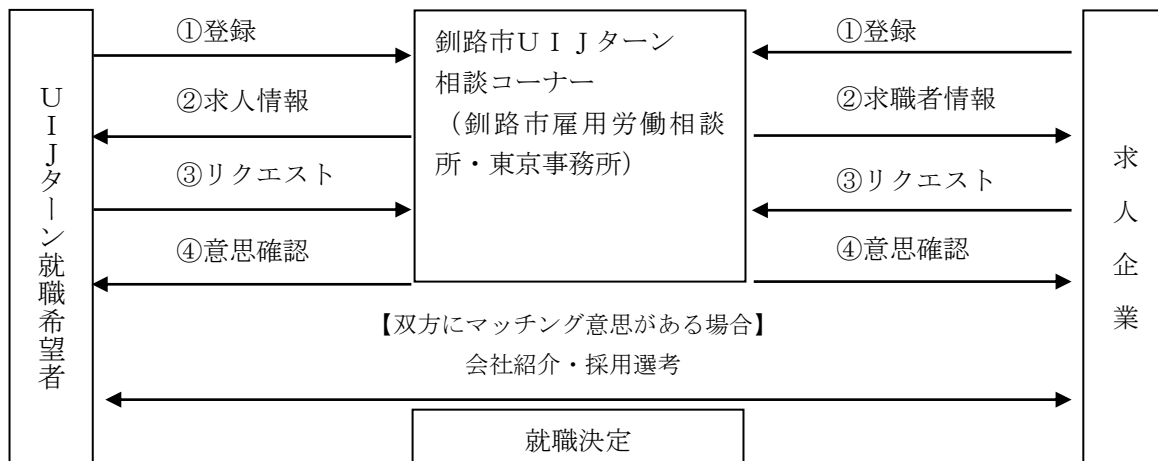 UIJターン就職希望者
①登録
②求人情報
③リクエスト
④意思確認
釧路市ＵＩＪターン
相談コーナー
（釧路市雇用労働相談
所・東京事務所）
①登録
②求職者情報
③リクエスト
④意思確認
求人企業
【双方にマッチング意思がある場合】
会社紹介・採用選考
就職決定